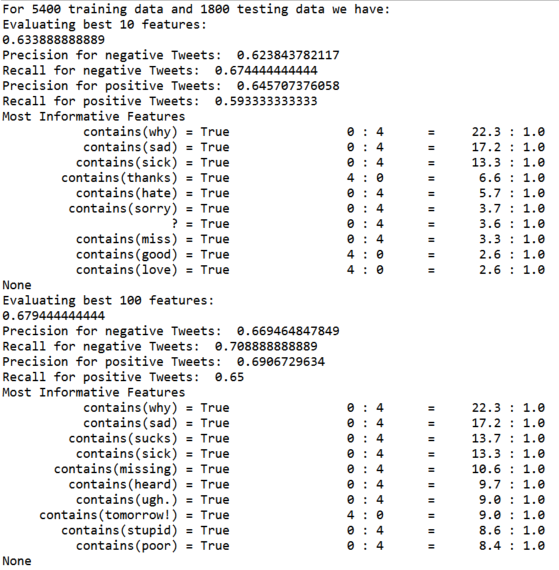 For 5400 training data and 1800 testing data we have:
Evaluating best 10 features:
0.633888888889
Precision for negative Tweets:  0.623843782117
Recall for negative Tweets:  0.674444444444
Precision for positive Tweets:  0.645707376058
Recall for positive Tweets:  0.593333333333
Most Informative Features
contains(why) = True 0 : 4 = 22.3 : 1.0
contains(sad) = True 0 : 4 = 17.2 : 1.0
contains(sick) = True 0 : 4 = 13.3 : 1.0
contains(thanks) = True 4 : 0 = 6.6 : 1.0
contains(hate) = True 0 : 4 = 5.7 : 1.0
contains(sorry) = True 0 : 4 = 3.7 : 1.0
? = True 0 : 4 = 3.6 : 1.0
contains(miss) = True 0 : 4 = 3.3 : 1.0
contains(good) = True 4 : 0 = 2.6 : 1.0
contains(love) = True 4 : 0 = 2.6 : 1.0
None
Evaluating best 100 features:
0.679444444444
Precision for negative Tweets:  0.669464847849
Recall for negative Tweets:  0.708888888889
Precision for positive Tweets:  0.6906729634
Recall for positive Tweets:  0.65
Most Informative Features
contains(why) = True 0 : 4 = 22.3 : 1.0
contains(sad) = True 0 : 4 = 17.2 : 1.0
contains(sucks) = True 0 : 4 = 13.7 : 1.0
contains(sick) = True 0 : 4 = 13.3 : 1.0
contains(missing) = True 0 : 4 = 10.6 : 1.0
contains(heard) = True 0 : 4 = 9.7 : 1.0
contains(ugh.) = True 0 : 4 = 9.0 : 1.0
contains(tomorrow!) = True 4 : 0 = 9.0 : 1.0
contains(stupid) = True 0 : 4 = 8.6 : 1.0
contains(poor) = True 0 : 4 = 8.4 : 1.0
None